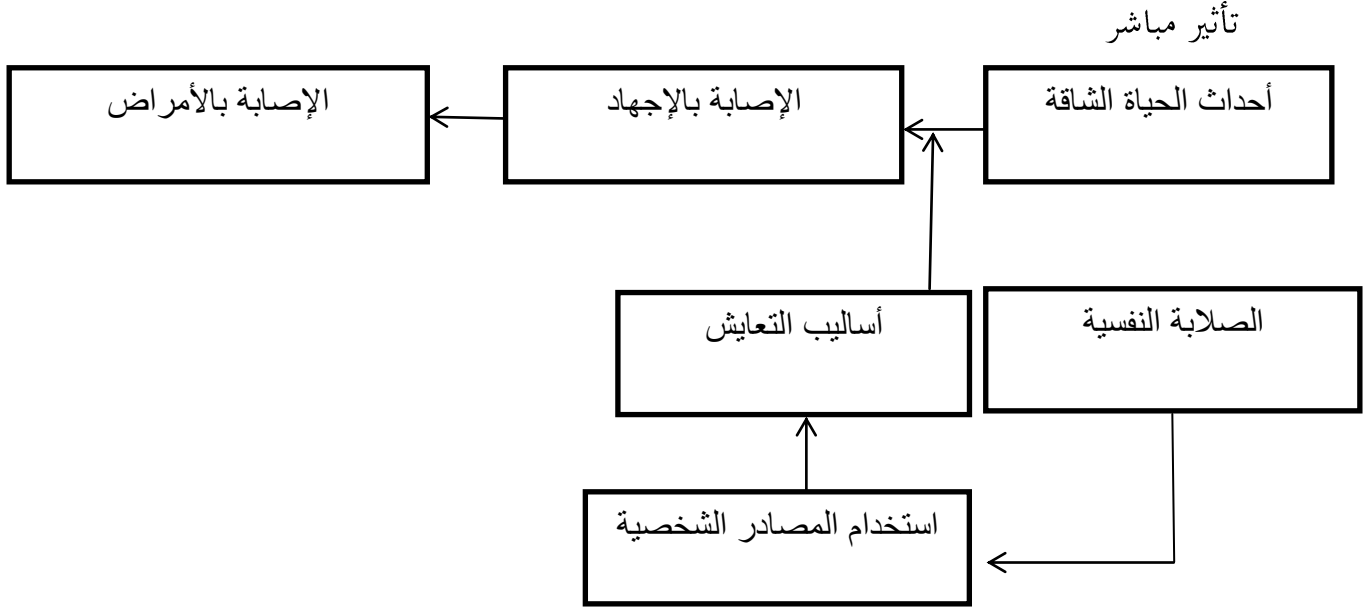 تأثير مباشر
أحداث الحياة الشاقة
الإصابة بالإجهاد
الإصابة بالأمراض
الصلابة النفسية
أساليب التعايش
استخدام المصادر الشخصية